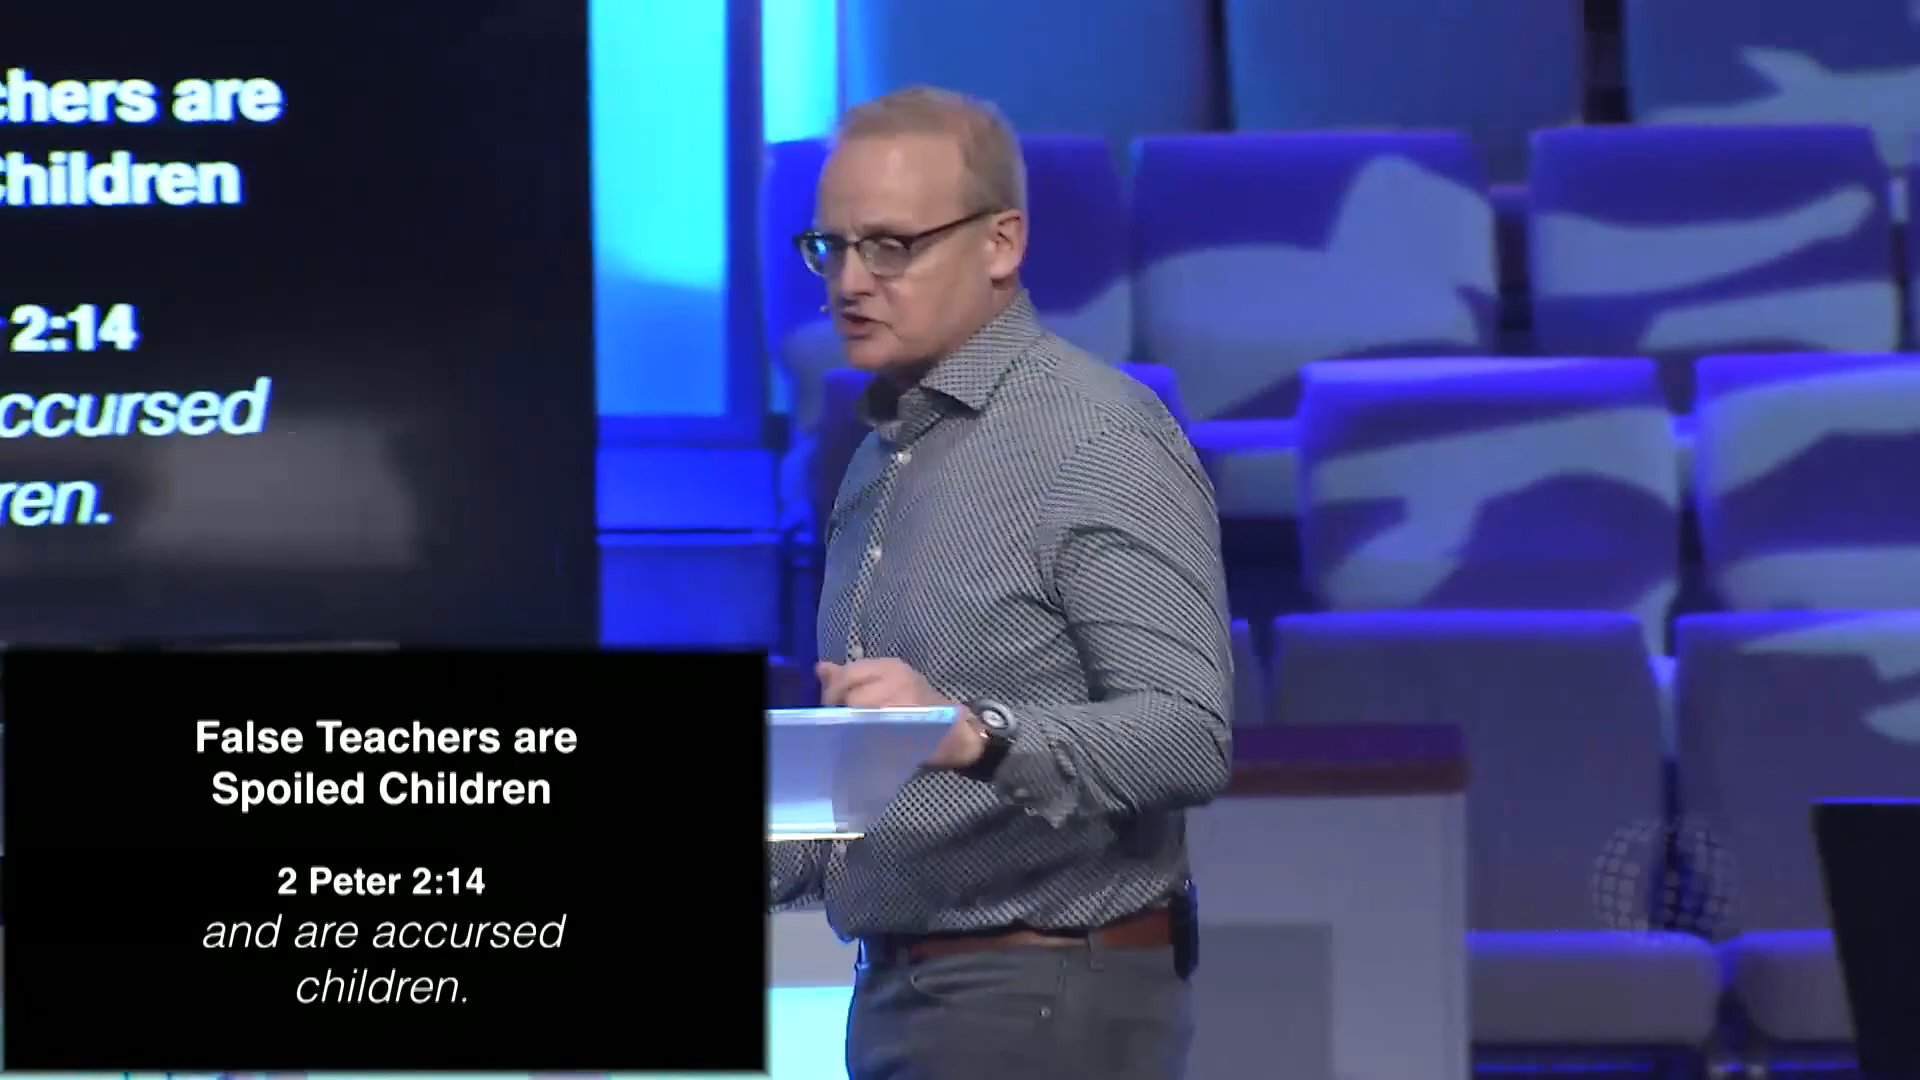 chers are
Children
2:14
ccursed
ren.
False Teachers are
Spoiled Children
2 Peter 2:14
and are accursed
children.